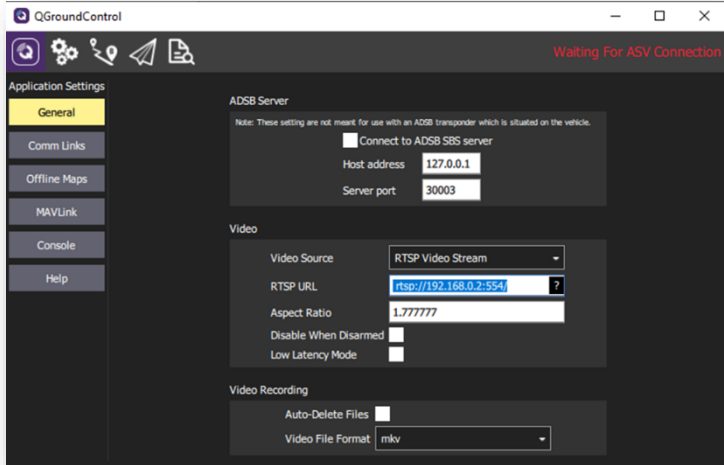 QGroundControl
Waiting For ASV Connection
Application Settings
General
Comm Links
Offline Maps
MAVLink
Console
Help
ADSB Server
Note: These setting are not meant for use with an ADSB transponder which is situated on the vehicle.
Connect to ADSB SBS server
Host address 127.0.0.1
Server port 30003
Video
Video Source RTSP Video Stream
RTSP URL rtsp://192.168.0.2:554/ ?
Aspect Ratio 1.777777
Disable When Disarmed
Low Latency Mode
Video Recording
Auto-Delete Files
Video File Format mkv